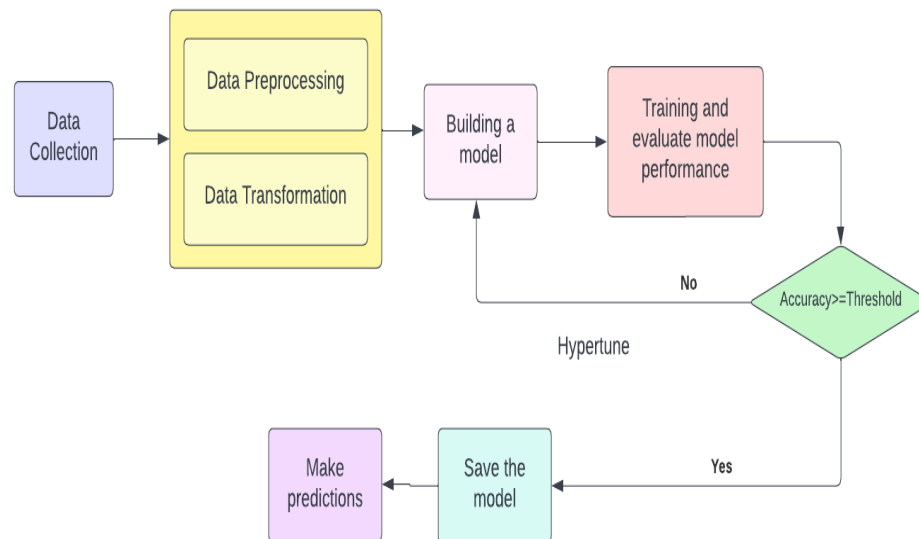 Data
Collection
Data Preprocessing
Data Transformation
Building a
model
Training and
evaluate model
performance
Accuracy>=Threshold
No
Hypertune
Yes
Save the
model
Make
predictions